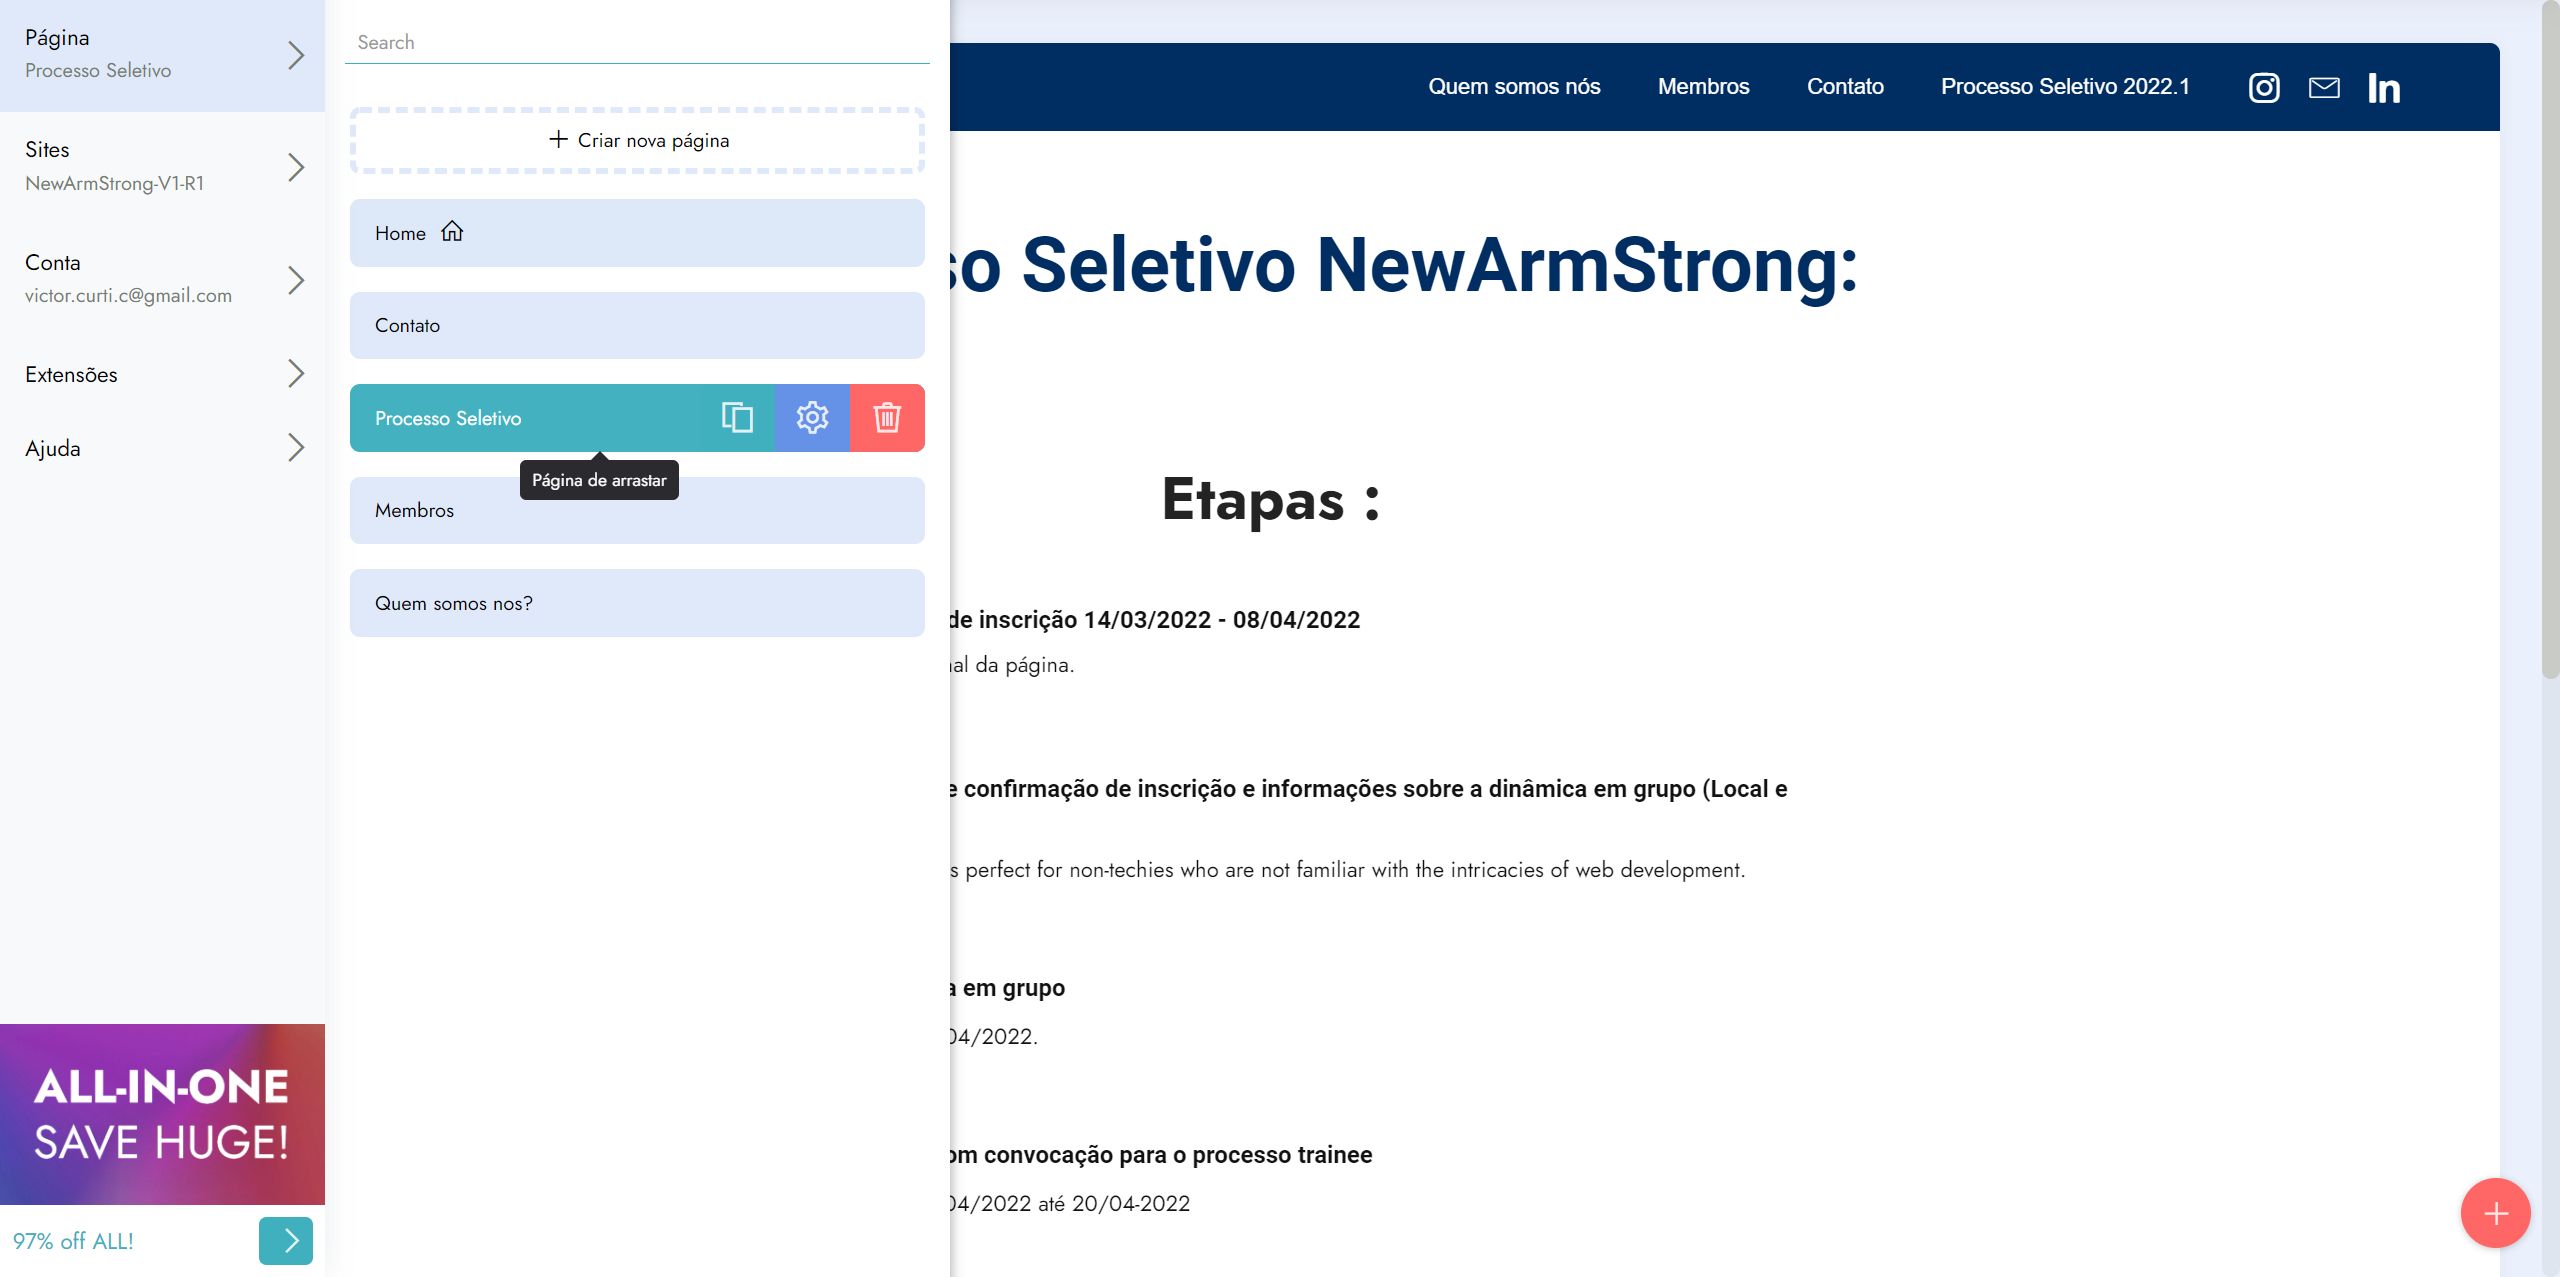 Página
Processo Seletivo
Sites
NewArmStrong-V1-R1
Conta
victor.curti.c@gmail.com
Extensões
Ajuda
ALL-IN-ONE
SAVE HUGE!
97% off ALL!
Search
+ Criar nova página
Home
Contato
Processo Seletivo
Página de arrastar
Membros
Quem somos nos?
Quem somos nós Membros Contato Processo Seletivo 2022.1 In
so Seletivo NewArmStrong:
Etapas :
de inscrição 14/03/2022 - 08/04/2022
al da página.
e confirmação de inscrição e informações sobre a dinâmica em grupo (Local e
s perfect for non-techies who are not familiar with the intricacies of web development.
a em grupo
04/2022.
om convocação para o processo trainee
04/2022 até 20/04-2022